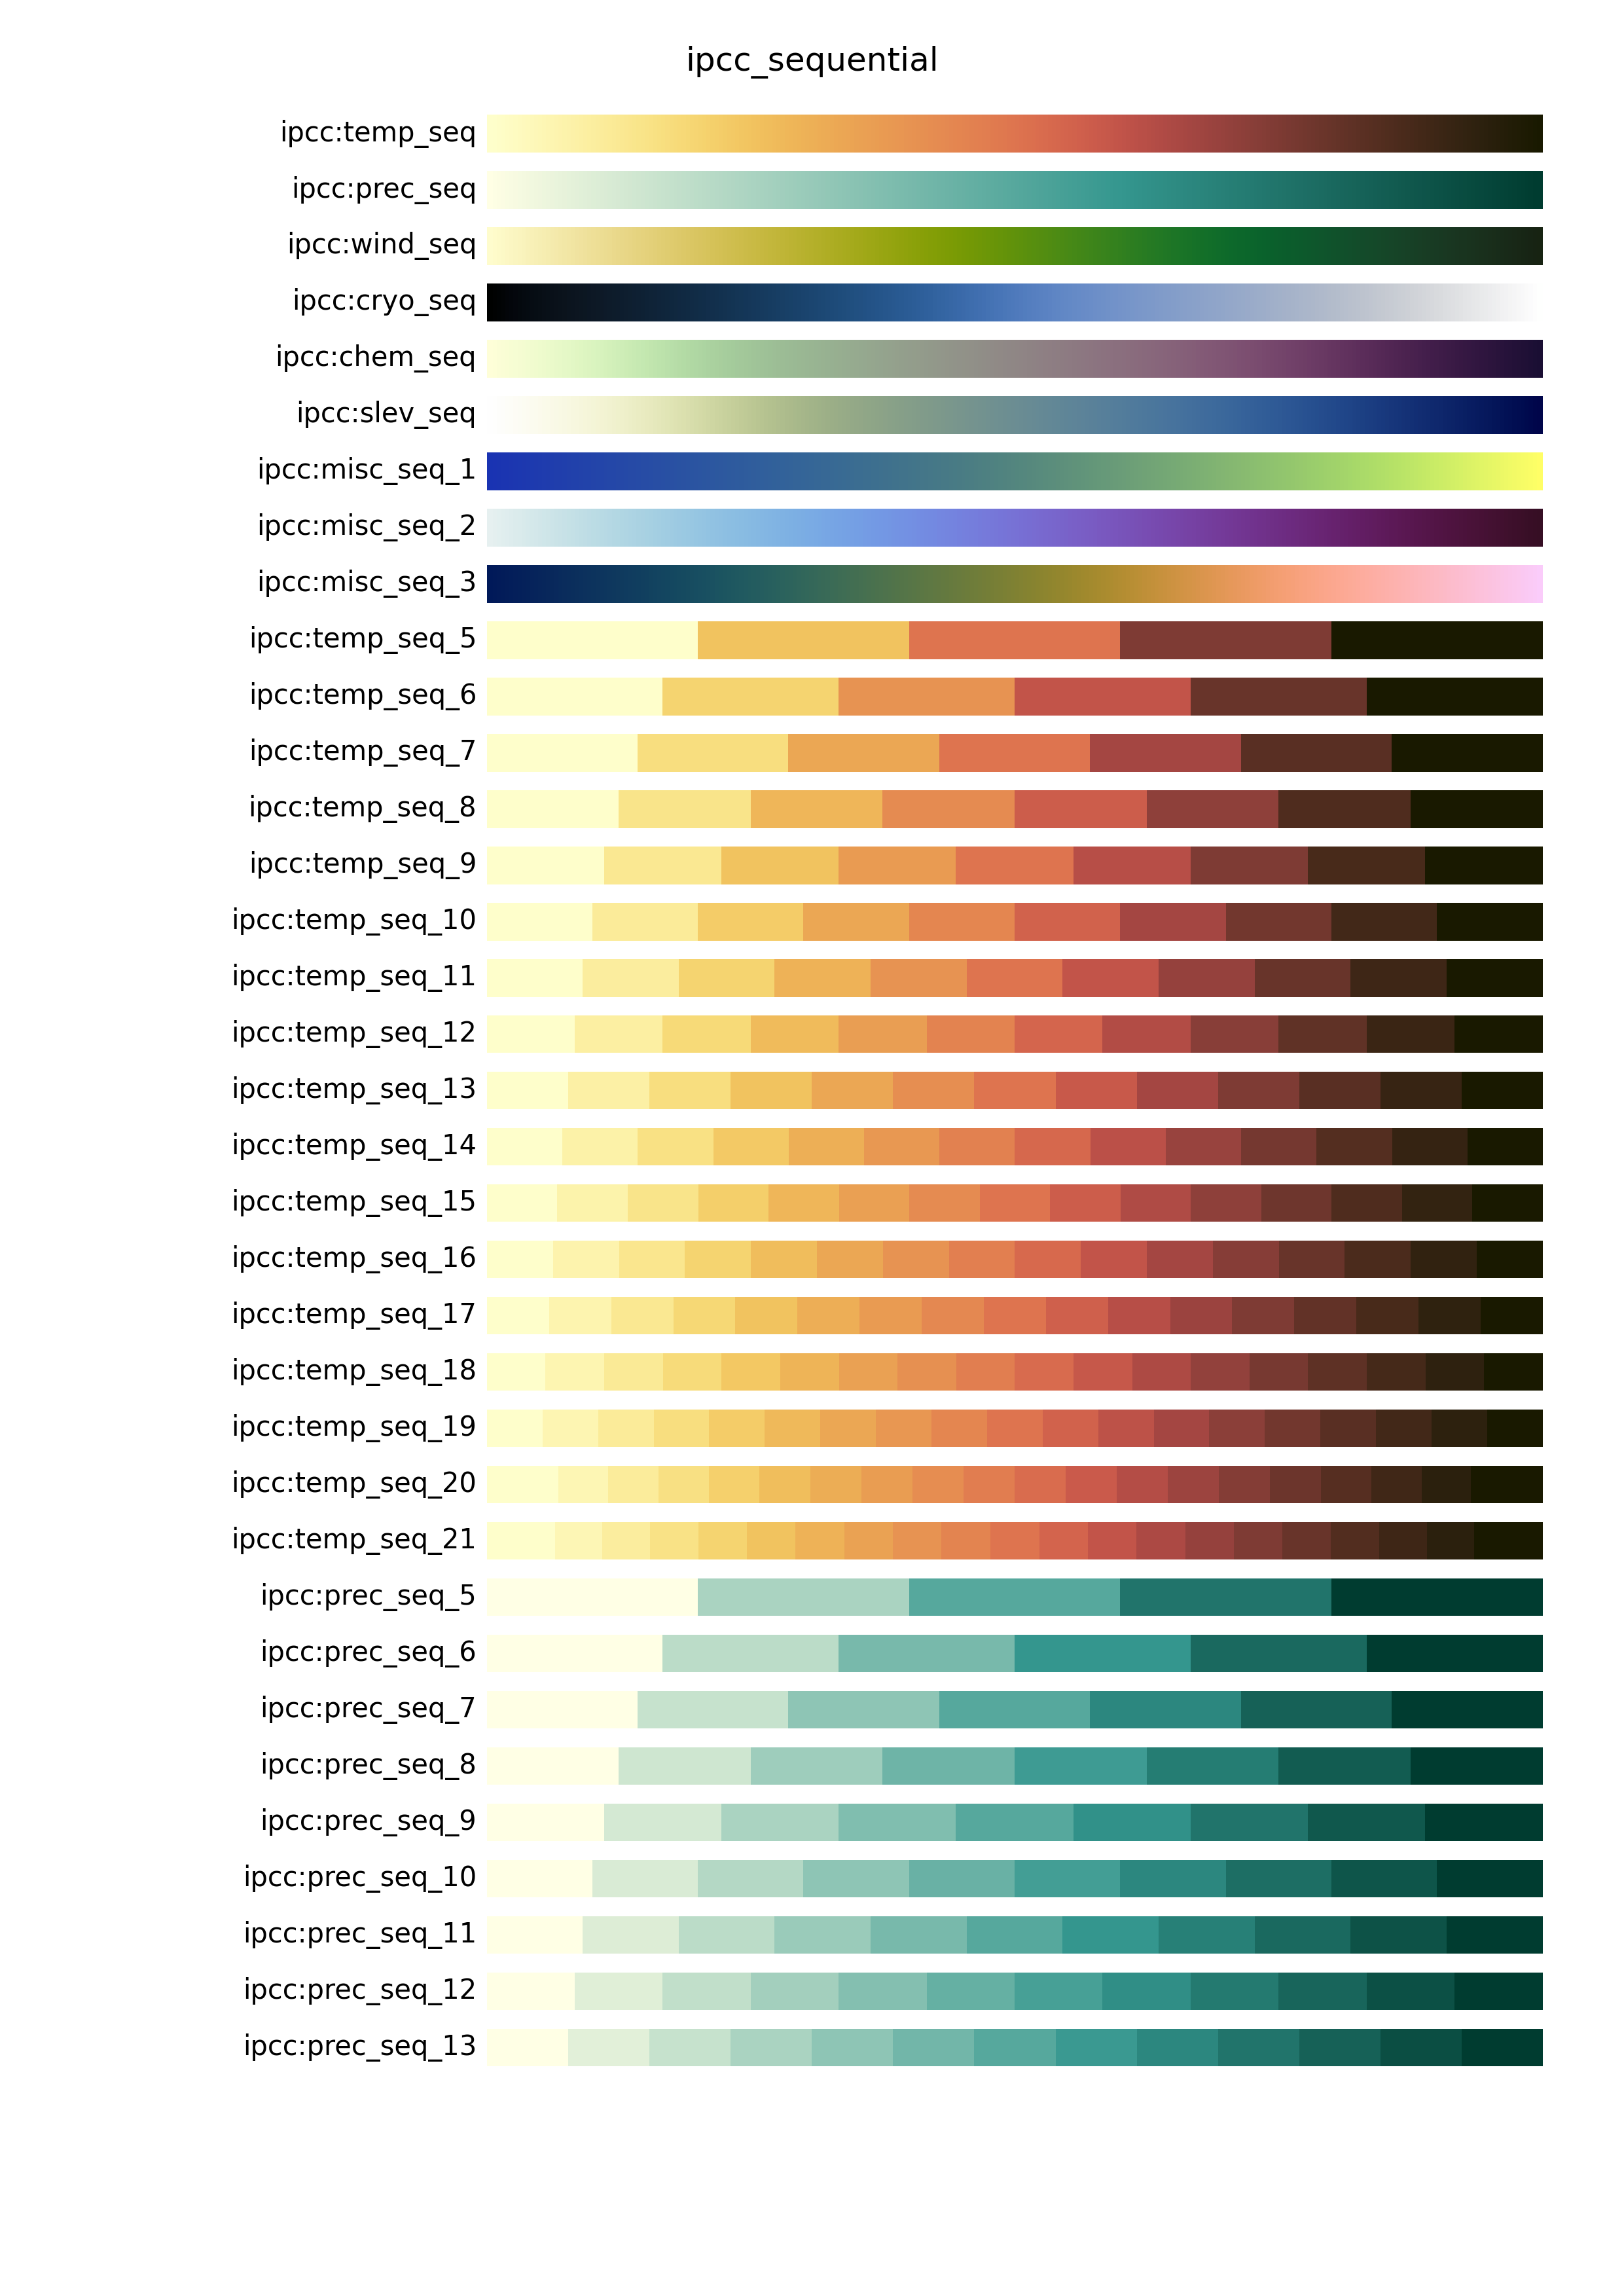 ipcc_sequential
ipcc:temp_seq
ipcc:prec_seq
ipcc:wind_seq
ipcc:cryo_seq
ipcc:chem_seq
ipcc:slev_seq
ipcc:misc_seq_1
ipcc:misc_seq_2
ipcc:misc_seq_3
ipcc:temp_seq_5
ipcc:temp_seq_6
ipcc:temp_seq_7
ipcc:temp_seq_8
ipcc:temp_seq_9
ipcc:temp_seq_10
ipcc:temp_seq_11
ipcc:temp_seq_12
ipcc:temp_seq_13
ipcc:temp_seq_14
ipcc:temp_seq_15
ipcc:temp_seq_16
ipcc:temp_seq_17
ipcc:temp_seq_18
ipcc:temp_seq_19
ipcc:temp_seq_20
ipcc:temp_seq_21
ipcc:prec_seq_5
ipcc:prec_seq_6
ipcc:prec_seq_7
ipcc:prec_seq_8
ipcc:prec_seq_9
ipcc:prec_seq_10
ipcc:prec_seq_11
ipcc:prec_seq_12
ipcc:prec_seq_13